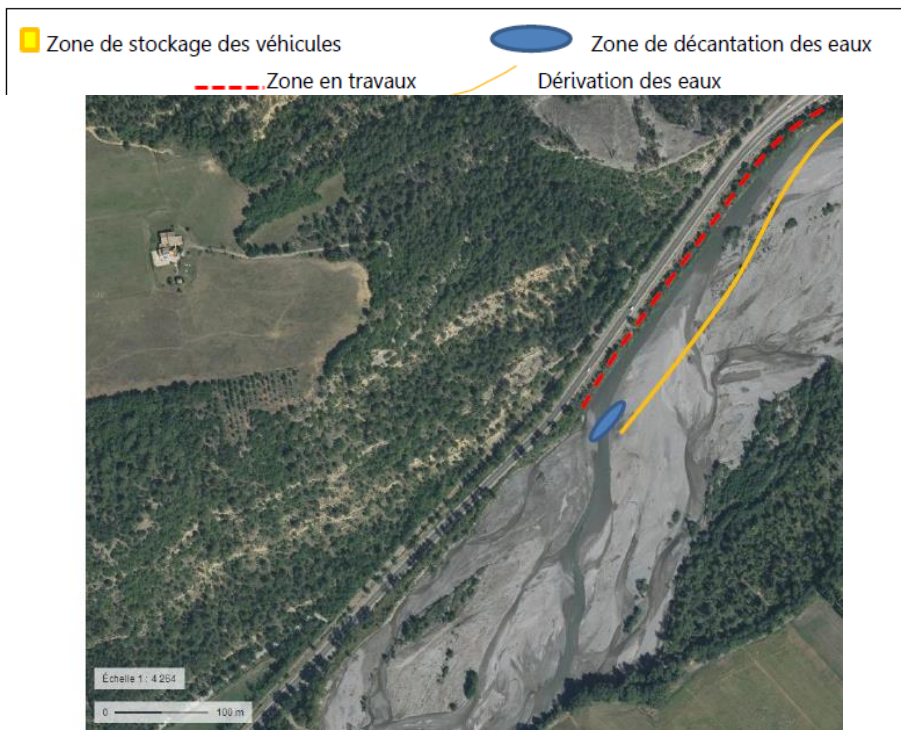 Zone de stockage des véhicules
Zone de décantation des eaux
Zone en travaux
Dérivation des eaux
Échelle 1 : 4 264
0
100 m